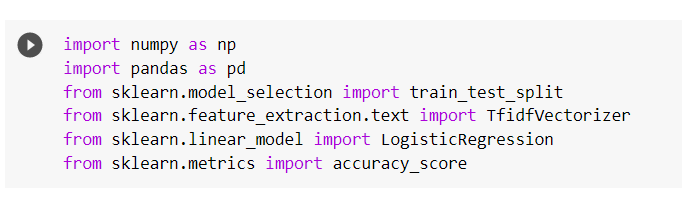 import numpy as np
import pandas as pd
from sklearn.model_selection import train_test_split
from sklearn.feature_extraction.text import TfidfVectorizer
from sklearn.linear_model import LogisticRegression
from sklearn.metrics import accuracy_score